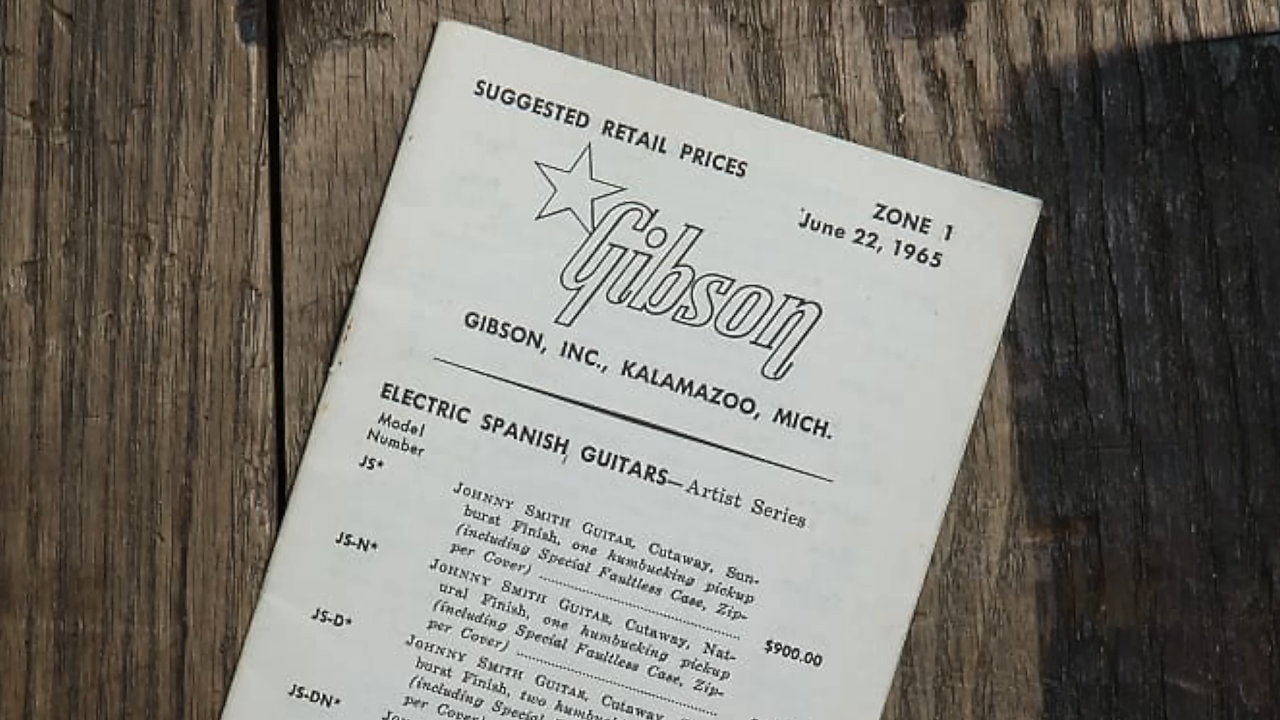 SUGGESTED RETAIL PRICES
ZONE 1
June 22, 1965
Gibson
GIBSON, INC., KALAMAZOO, MICH.
ELECTRIC SPANISH GUITARS—Artist Series
Model
Number
JS*
JOHNNY SMITH GUITAR, Cutaway, Sun-
burst Finish, one humbucking pickup
(including Special Faultless Case, Zip-
per Cover) .......................................... $900.00
JS-N*
JOHNNY SMITH GUITAR, Cutaway, Nat-
ural Finish, one humbucking pickup
(including Special Faultless Case, Zip-
per Cover) ..........................................
JS-D*
JOHNNY SMITH GUITAR, Cutaway,
burst Finish, two
(including Special
per Cover)
JS-DN*